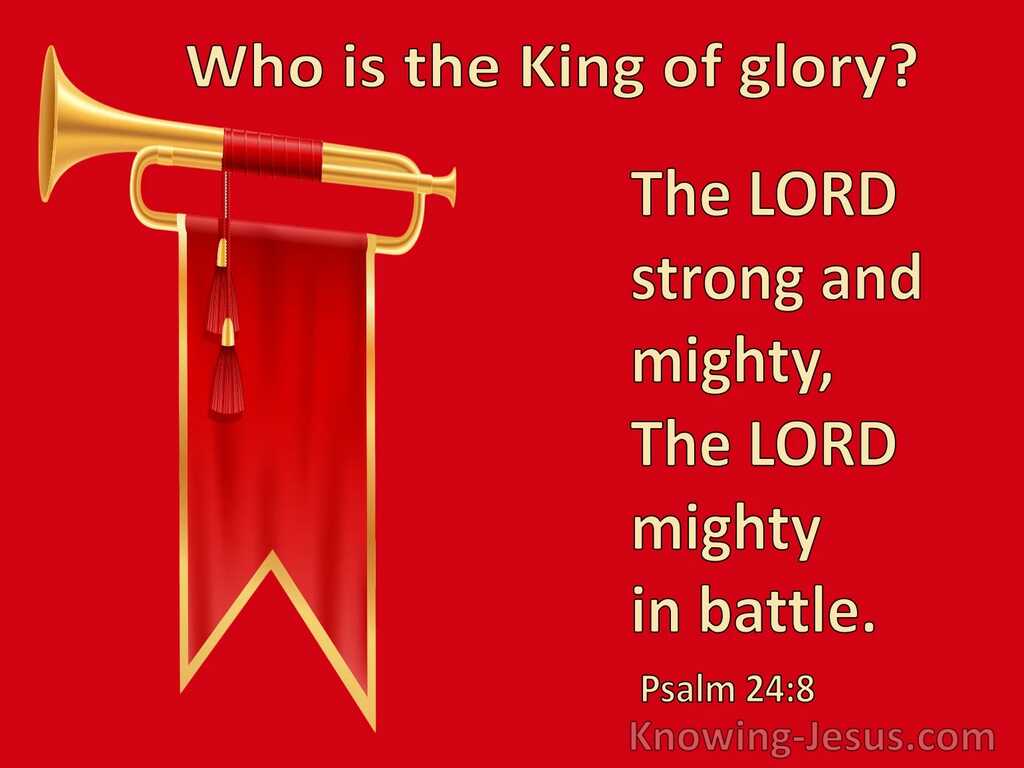 Who is the King of glory?
The LORD
strong and
mighty,
The LORD
mighty
in battle.
Psalm 24:8
Knowing-Jesus.com